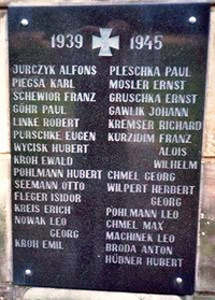 1939 1945
JURCZYK ALFONS PLESCHKA PAUL
PIEGSA KARL MOSLER ERNST
SCHEWIOR FRANZ GRUSCHKA ERNST
GÖHR PAUL GAWLIK JOHANN
LINKE ROBERT KREMSER RICHARD
PURSCHKE EUGEN KURZIDIM FRANZ
WYCISK HUBERT ALOIS
KROH EWALD WILHELM
POHLMANN HUBERT CHMEL GEORG
SEEMANN OTTO WILPERT HERBERT
FLEGER ISIDOR GEORG
KREIS ERICH POHLMANN LEO
NOWAK LEO CHMEL MAX
GEORG MACHINEK LEO
KROH EMIL BRODA ANTON
HÜBNER HUBERT